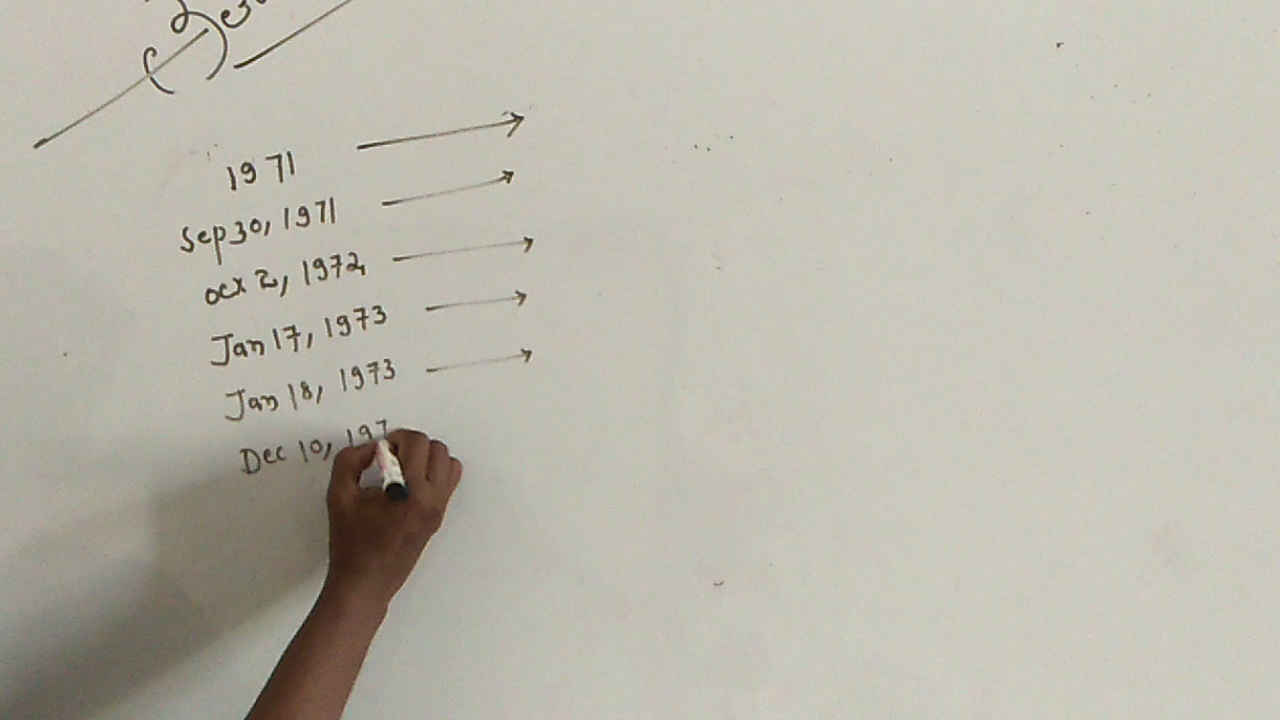 1971
Sep 30, 1971
oct 2, 1972
Jan 17, 1973
Jan 18, 1973
Dec 10, 197